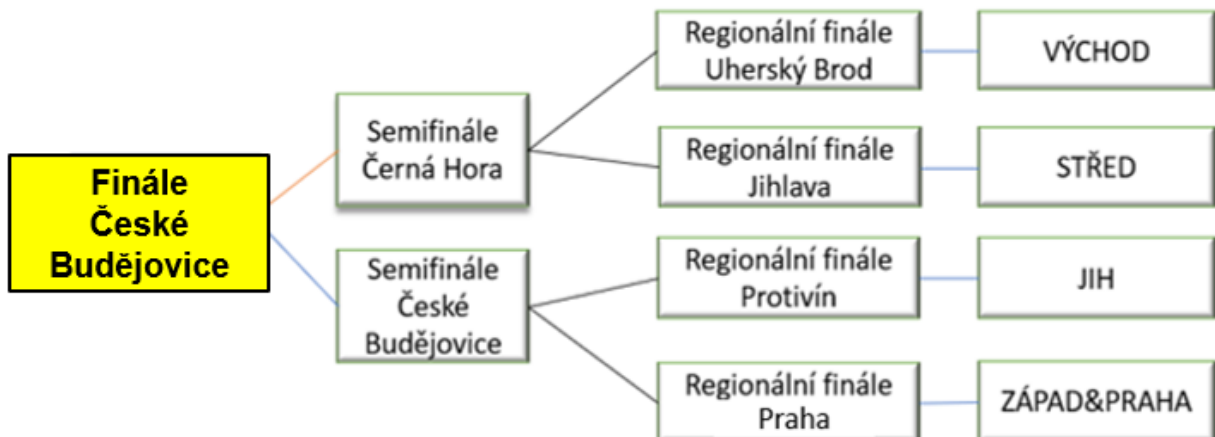 Finále
České
Budějovice
Semifinále
Černá Hora
Semifinále
České
Budějovice
Regionální finále
Uherský Brod
Regionální finále
Jihlava
Regionální finále
Protivín
Regionální finále
Praha
VÝCHOD
STŘED
JIH
ZÁPAD&PRAHA